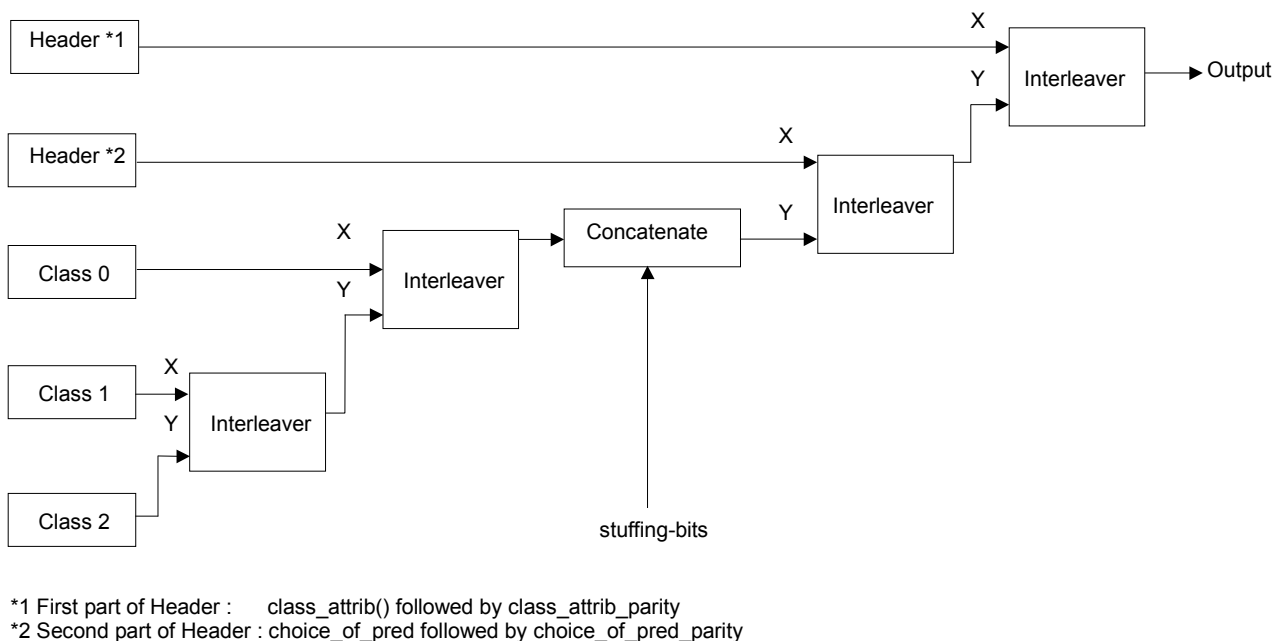 Header *1
X
Y
Interleaver
Output
Header *2
X
Y
Interleaver
Concatenate
Class 0
X
Y
Interleaver
Class 1
X
Y
Interleaver
Class 2
stuffing-bits
*1 First part of Header : class_attrib() followed by class_attrib_parity
*2 Second part of Header : choice_of_pred followed by choice_of_pred_parity